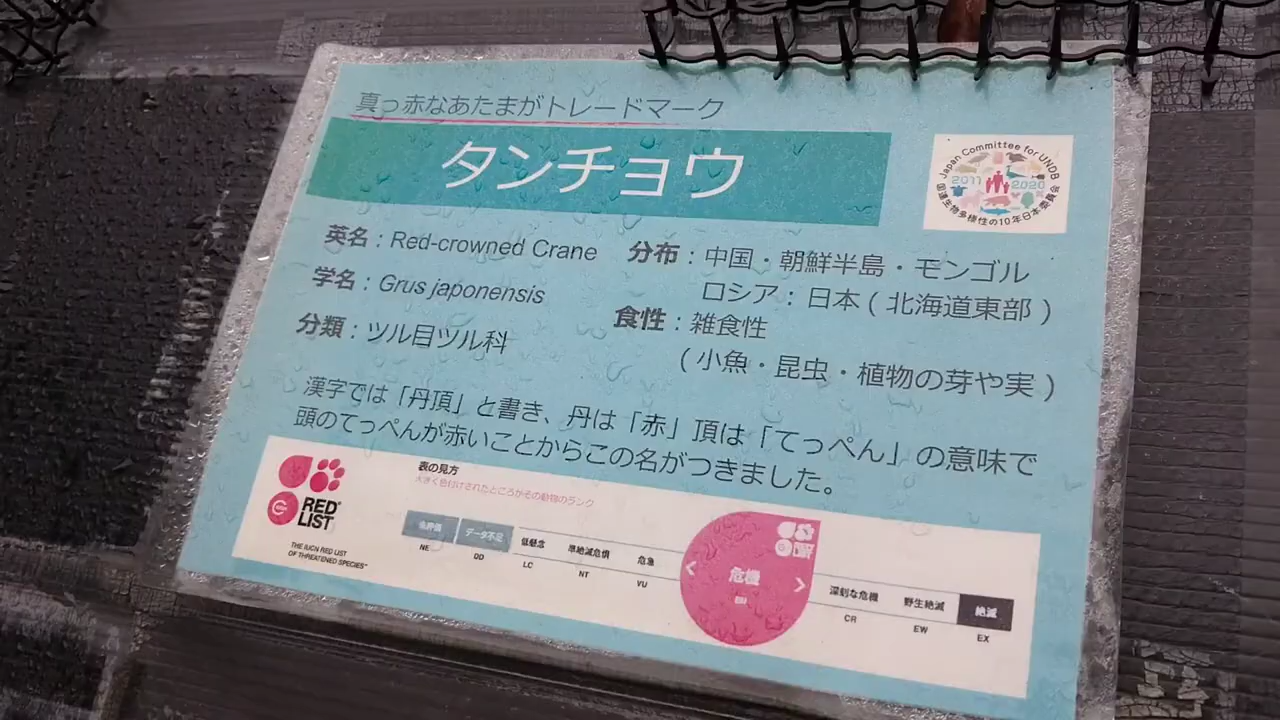 真っ赤なあたまがトレードマーク
タンチョウ
Japan Committee for UNDB
2011 2020
国連生物多様性の10年日本委員会
英名：Red-crowned Crane
学名：Grus japonensis
分類：ツル目ツル科
分布：中国・朝鮮半島・モンゴル
ロシア：日本(北海道東部)
食性：雑食性
(小魚・昆虫・植物の芽や実)
漢字では「丹頂」と書き、丹は「赤」頂は「てっぺん」の意味で
頭のてっぺんが赤いことからこの名がつきました。
RED
LIST
THE IUCN RED LIST
OF THREATENED SPECIES™
表の見方
大きく色付けされたところがその動物のランク
未評価 データ不足 低懸念 準絶滅危惧 危急 < 危機 > 深刻な危機 野生絶滅 絶滅
NE DD LC NT VU EN CR EW EX